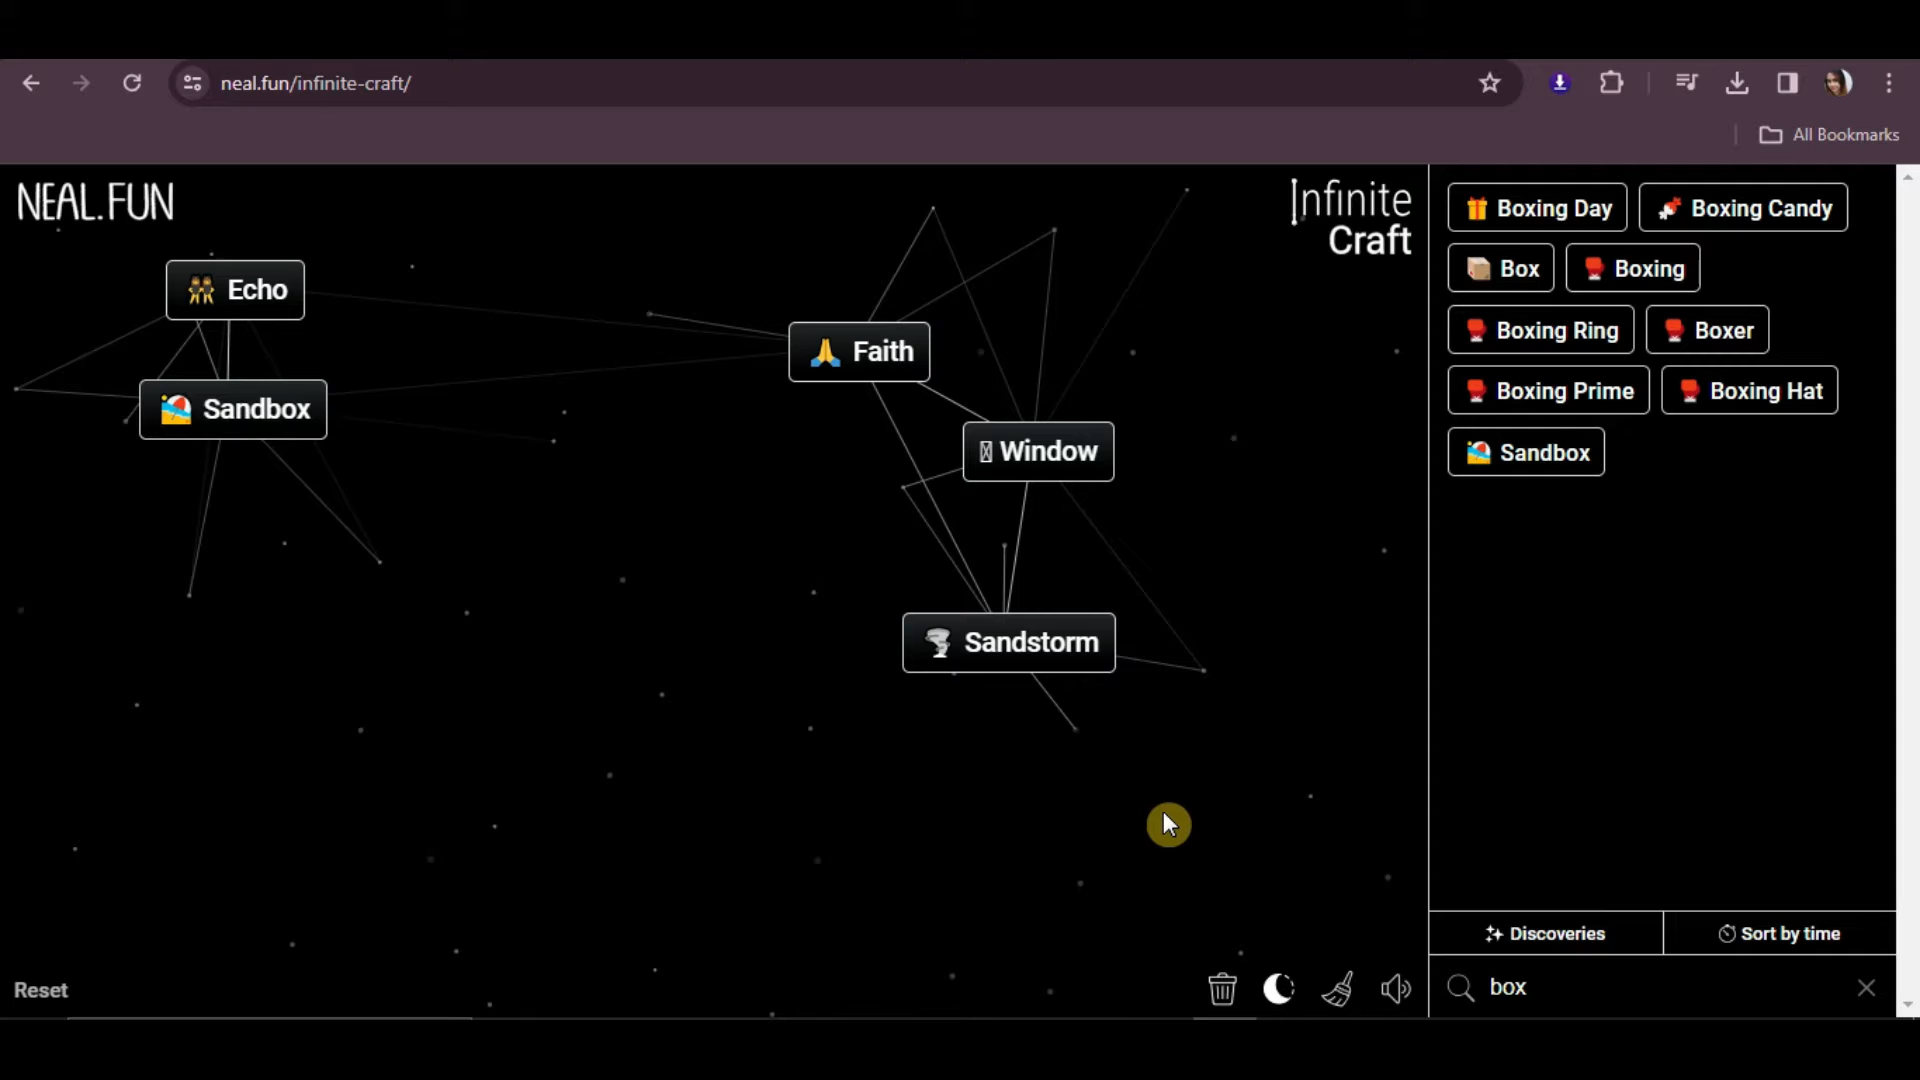 neal.fun/infinite-craft/
All Bookmarks
NEAL.FUN
Infinite
Craft
Echo
Sandbox
Faith
Window
Sandstorm
Boxing Day
Boxing Candy
Box
Boxing
Boxing Ring
Boxer
Boxing Prime
Boxing Hat
Sandbox
Discoveries
Sort by time
Reset
box